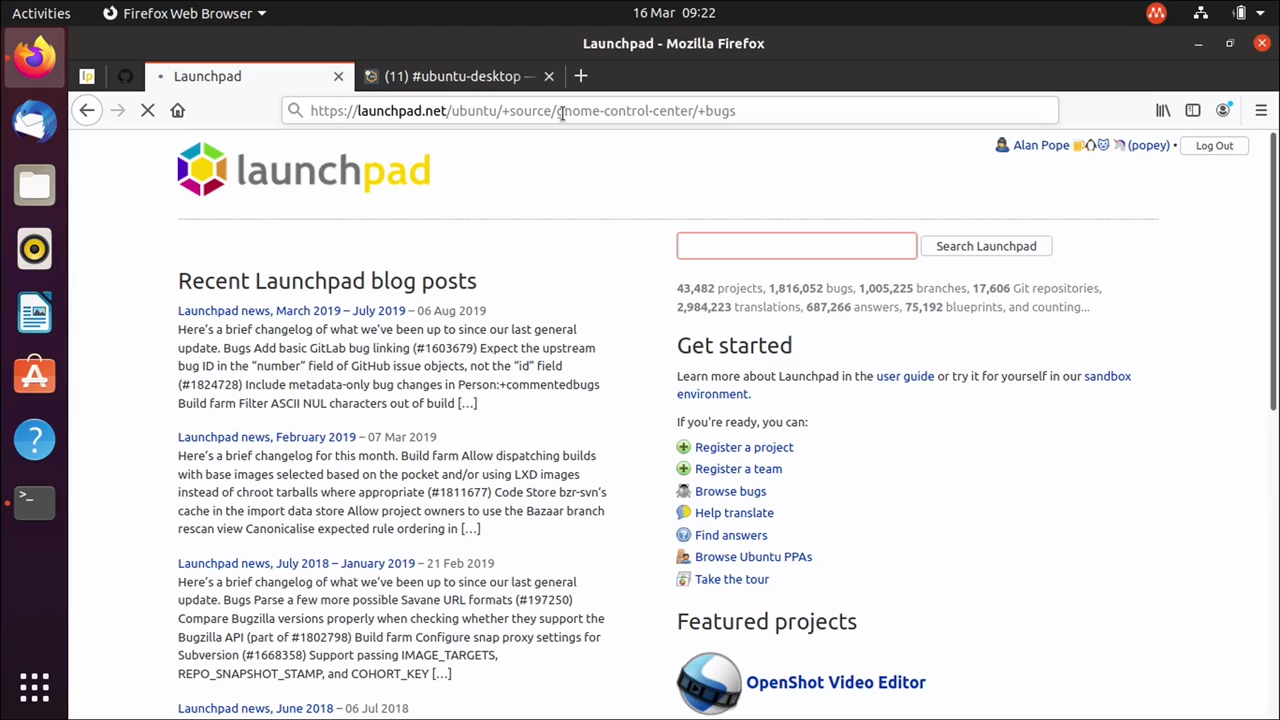 Activities
Firefox Web Browser
16 Mar 09:22
Launchpad - Mozilla Firefox
lp
Launchpad
(11) #ubuntu-desktop —
https://launchpad.net/ubuntu/+source/gnome-control-center/+bugs
Alan Pope (popey) •
Log Out
launchpad
Search Launchpad
Recent Launchpad blog posts
Launchpad news, March 2019 – July 2019 – 06 Aug 2019
Here’s a brief changelog of what we’ve been up to since our last general
update. Bugs Add basic GitLab bug linking (#1603679) Expect the upstream
bug ID in the “number” field of GitHub issue objects, not the “id” field
(#1824728) Include metadata-only bug changes in Person:+commentedbugs
Build farm Filter ASCII NUL characters out of build […]
Launchpad news, February 2019 – 07 Mar 2019
Here’s a brief changelog for this month. Build farm Allow dispatching builds
with base images selected based on the pocket and/or using LXD images
instead of chroot tarballs where appropriate (#1811677) Code Store bzr-svn’s
cache in the import data store Allow project owners to use the Bazaar branch
rescan view Canonicalise expected rule ordering in […]
Launchpad news, July 2018 – January 2019 – 21 Feb 2019
Here’s a brief changelog of what we’ve been up to since our last general
update. Bugs Parse a few more possible Savane URL formats (#197250)
Compare Bugzilla versions properly when checking whether they support the
Bugzilla API (part of #1802798) Build farm Configure snap proxy settings for
Subversion (#1668358) Support passing IMAGE_TARGETS,
REPO_SNAPSHOT_STAMP, and COHORT_KEY […]
Launchpad news, June 2018 – 06 Jul 2018
43,482 projects, 1,816,052 bugs, 1,005,225 branches, 17,606 Git repositories,
2,984,223 translations, 687,266 answers, 75,192 blueprints, and counting...
Get started
Learn more about Launchpad in the user guide or try it for yourself in our sandbox
environment.
If you're ready, you can:
Register a project
Register a team
Browse bugs
Help translate
Find answers
Browse Ubuntu PPAs
Take the tour
Featured projects
OpenShot Video Editor